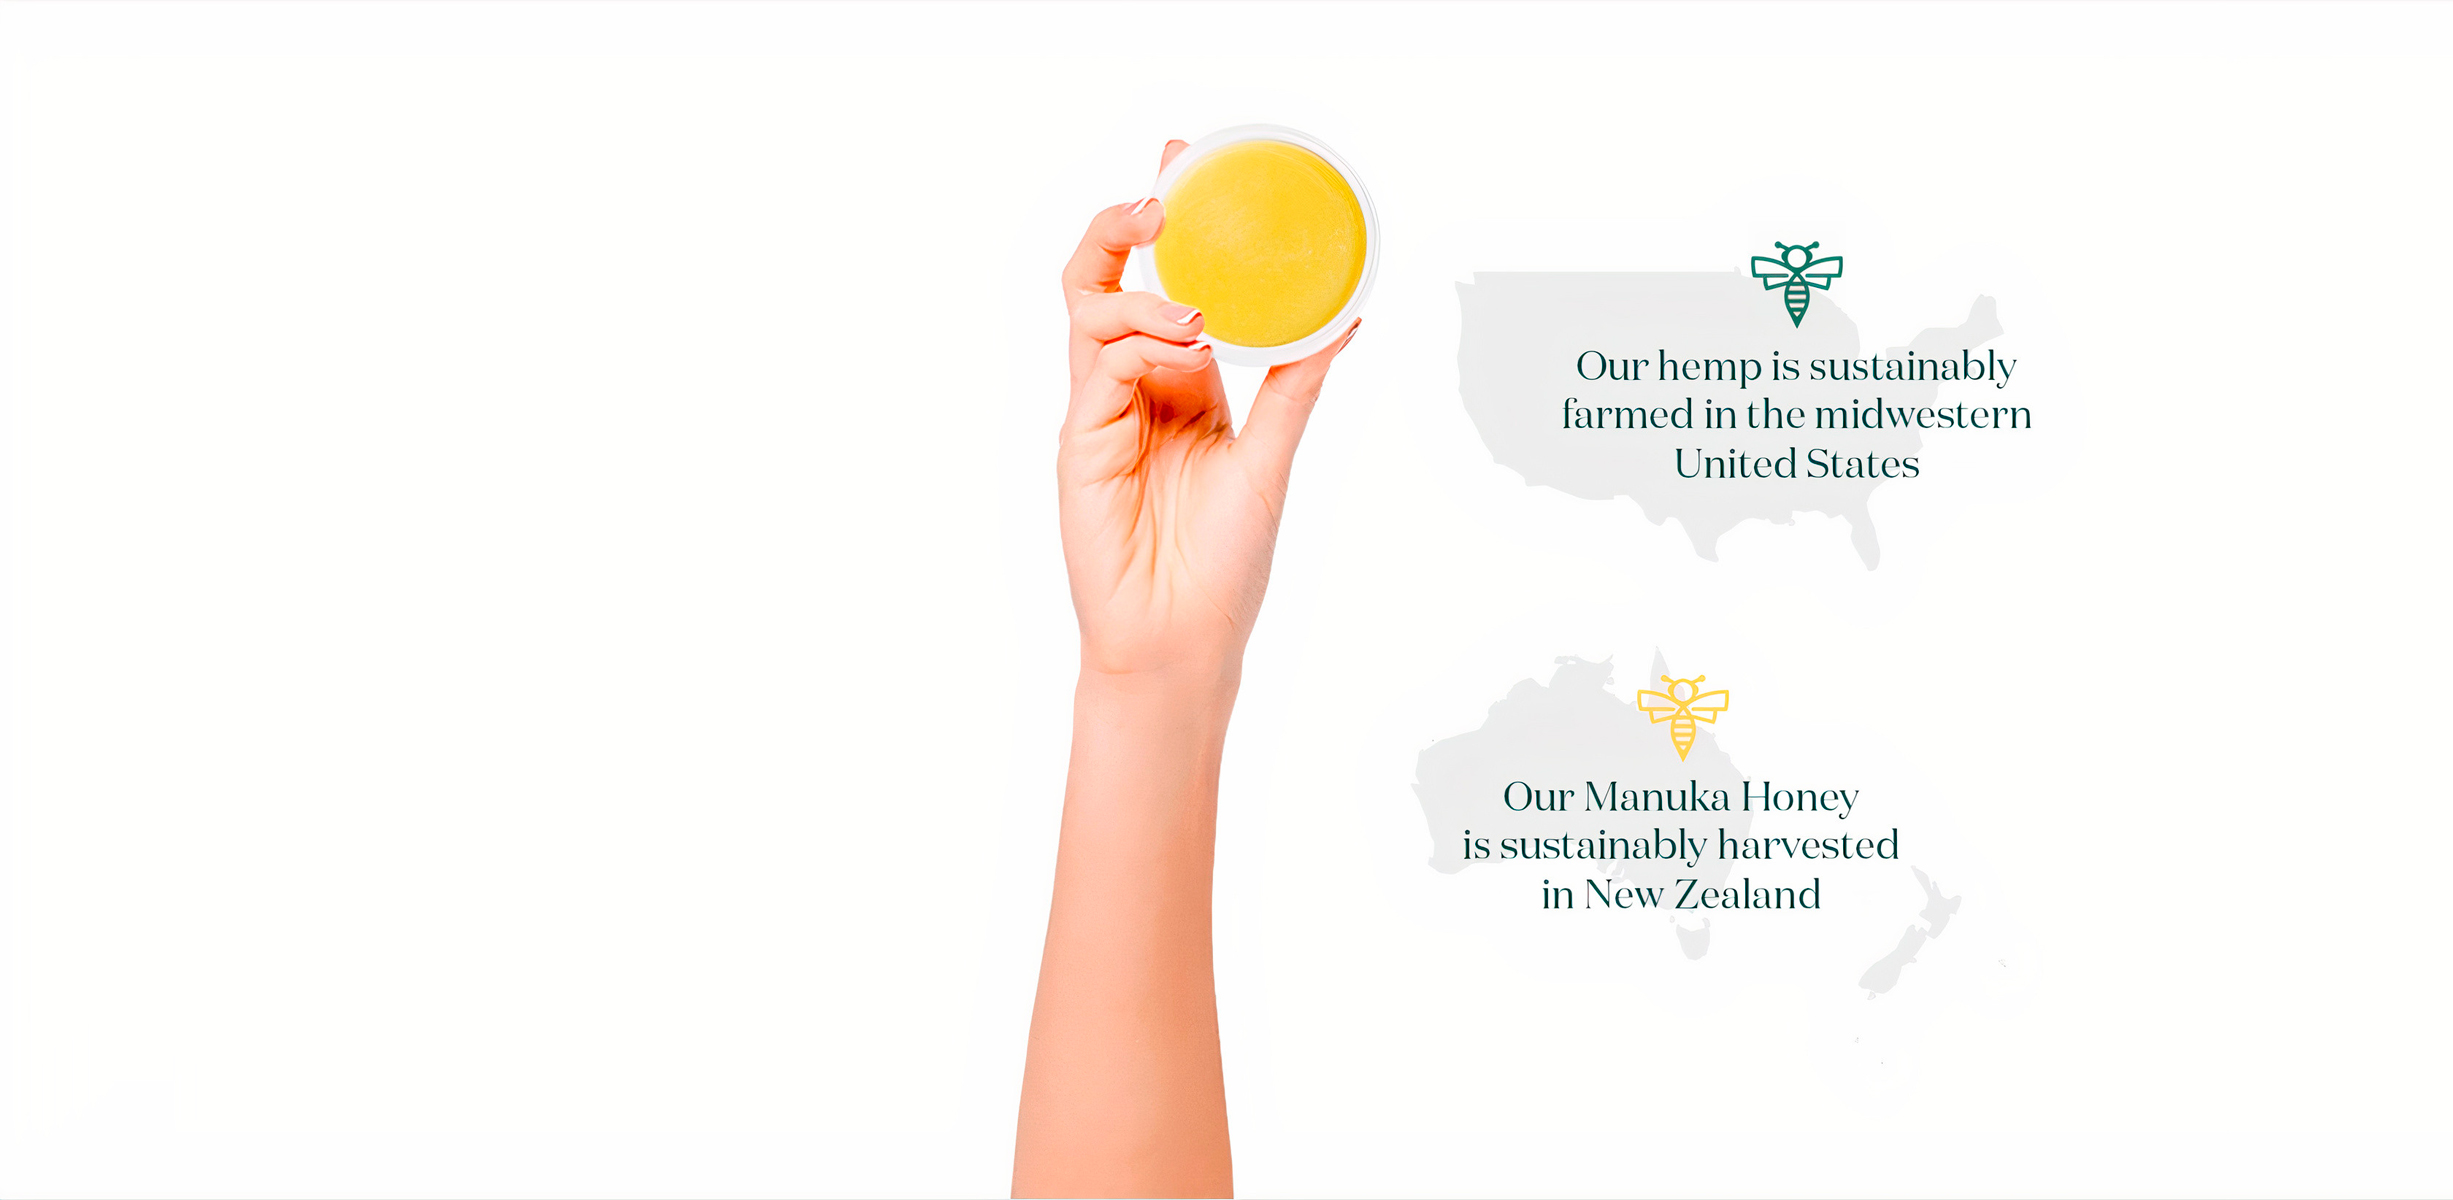 Our hemp is sustainably
farmed in the midwestern
United States
Our Manuka Honey
is sustainably harvested
in New Zealand